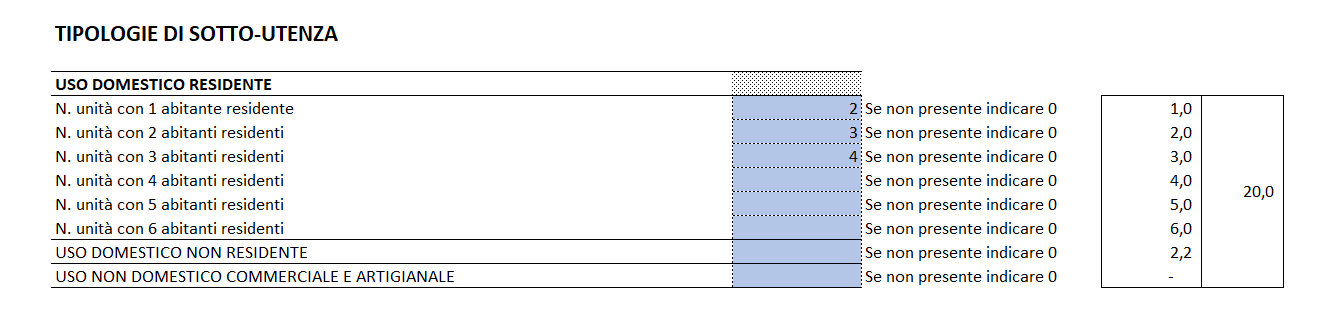 TIPOLOGIE DI SOTTO-UTENZA
USO DOMESTICO RESIDENTE
N. unità con 1 abitante residente 2 Se non presente indicare 0 1,0
N. unità con 2 abitanti residenti 3 Se non presente indicare 0 2,0
N. unità con 3 abitanti residenti 4 Se non presente indicare 0 3,0
N. unità con 4 abitanti residenti Se non presente indicare 0 4,0
20,0
N. unità con 5 abitanti residenti Se non presente indicare 0 5,0
N. unità con 6 abitanti residenti Se non presente indicare 0 6,0
USO DOMESTICO NON RESIDENTE Se non presente indicare 0 2,2
USO NON DOMESTICO COMMERCIALE E ARTIGIANALE Se non presente indicare 0 -